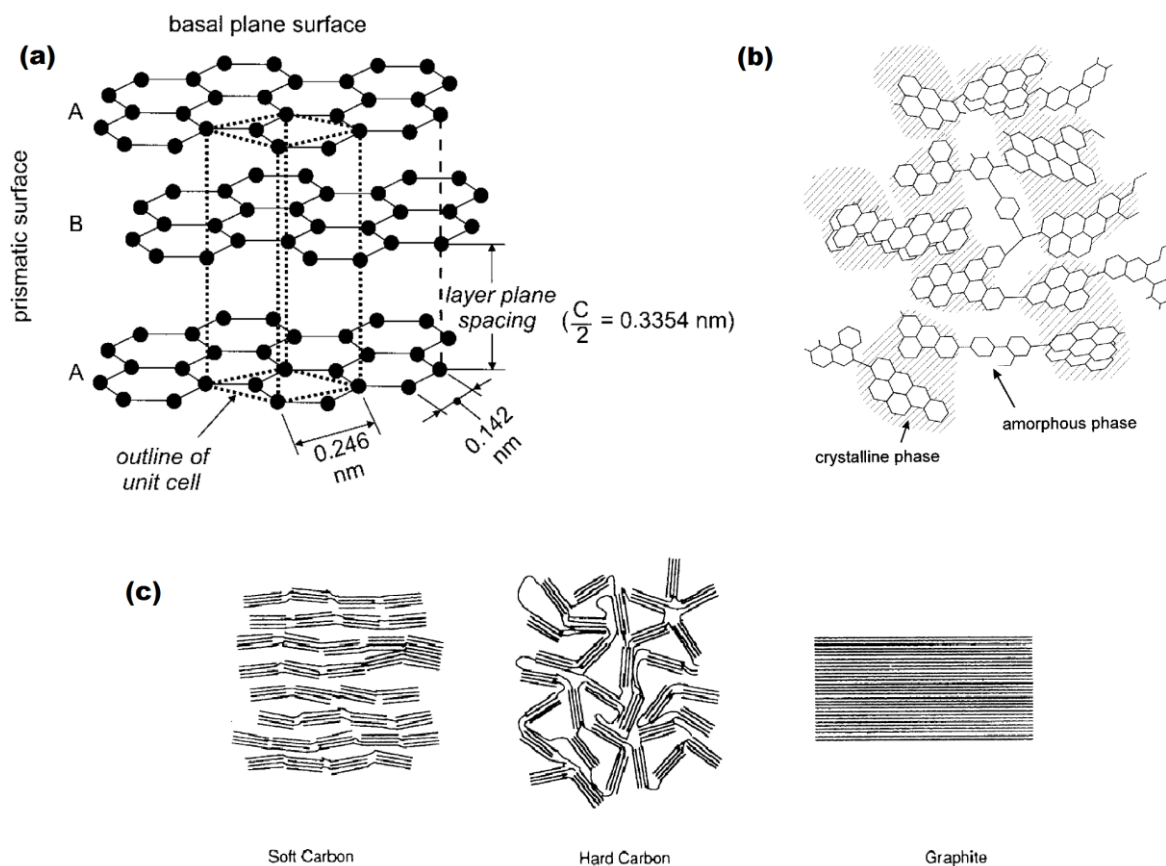 basal plane surface
(a)
prismatic surface
A
B
A
layer plane
spacing
(C/2 = 0.3354 nm)
0.246
nm
0.142
nm
outline of
unit cell
(b)
amorphous phase
crystalline phase
(c)
Soft Carbon
Hard Carbon
Graphite